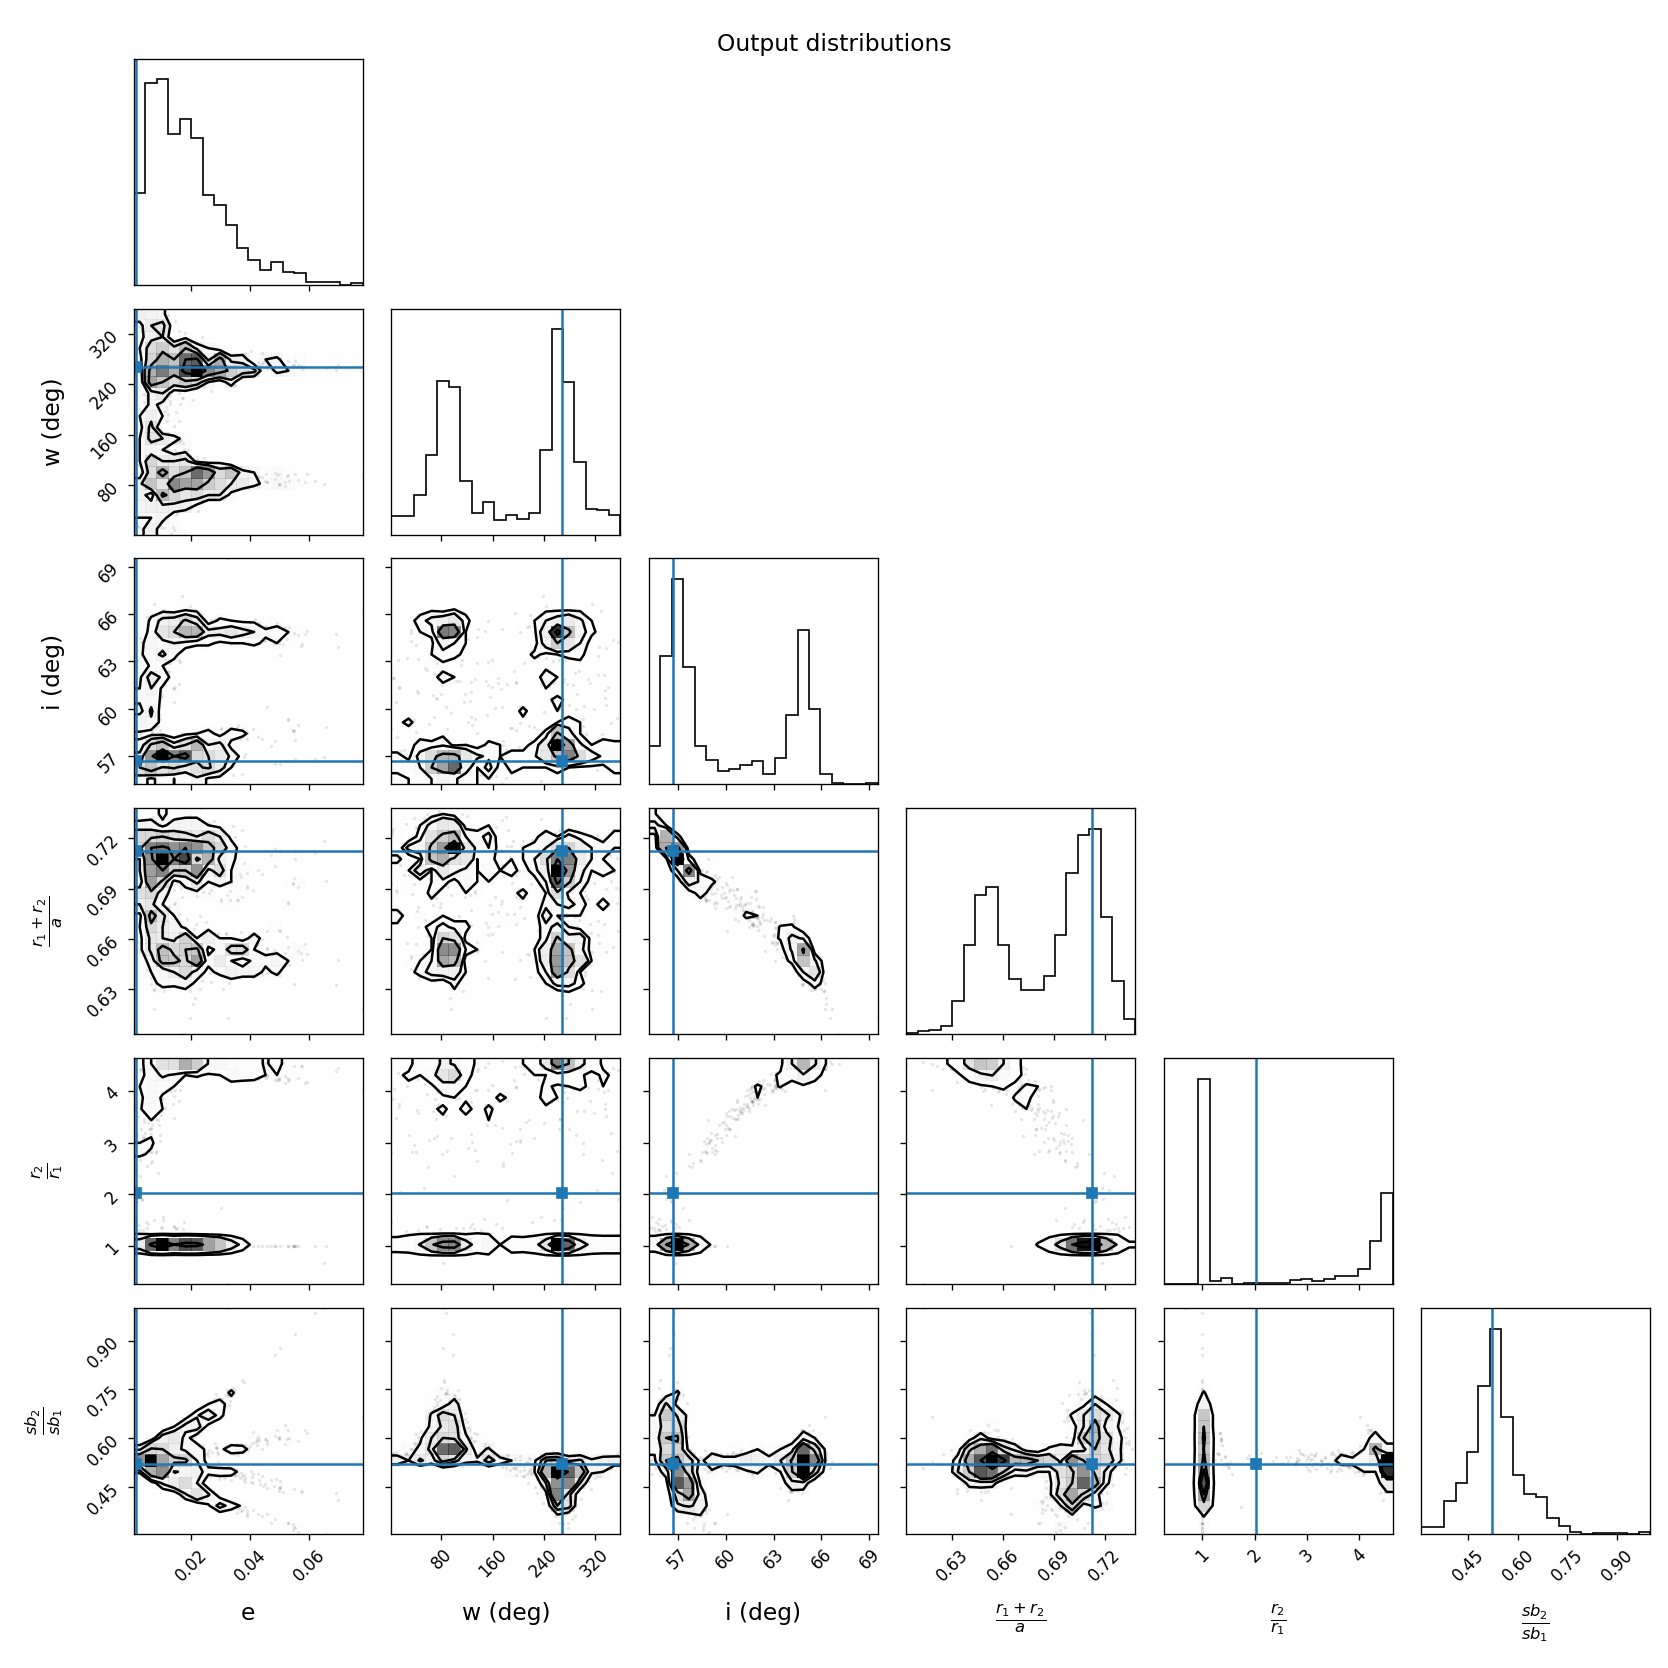 Output distributions
320
240
160
80
w (deg)
69
66
63
60
57
i (deg)
0.72
0.69
0.66
0.63
r₁ + r₂
a
4
3
2
1
r₂
r₁
0.90
0.75
0.60
0.45
sb₂
sb₁
0.02 0.04 0.06 80 160 240 320 57 60 63 66 69 0.63 0.66 0.69 0.72 1 2 3 4 0.45 0.60 0.75 0.90
e w (deg) i (deg) r₁ + r₂ r₂ sb₂
a r₁ sb₁